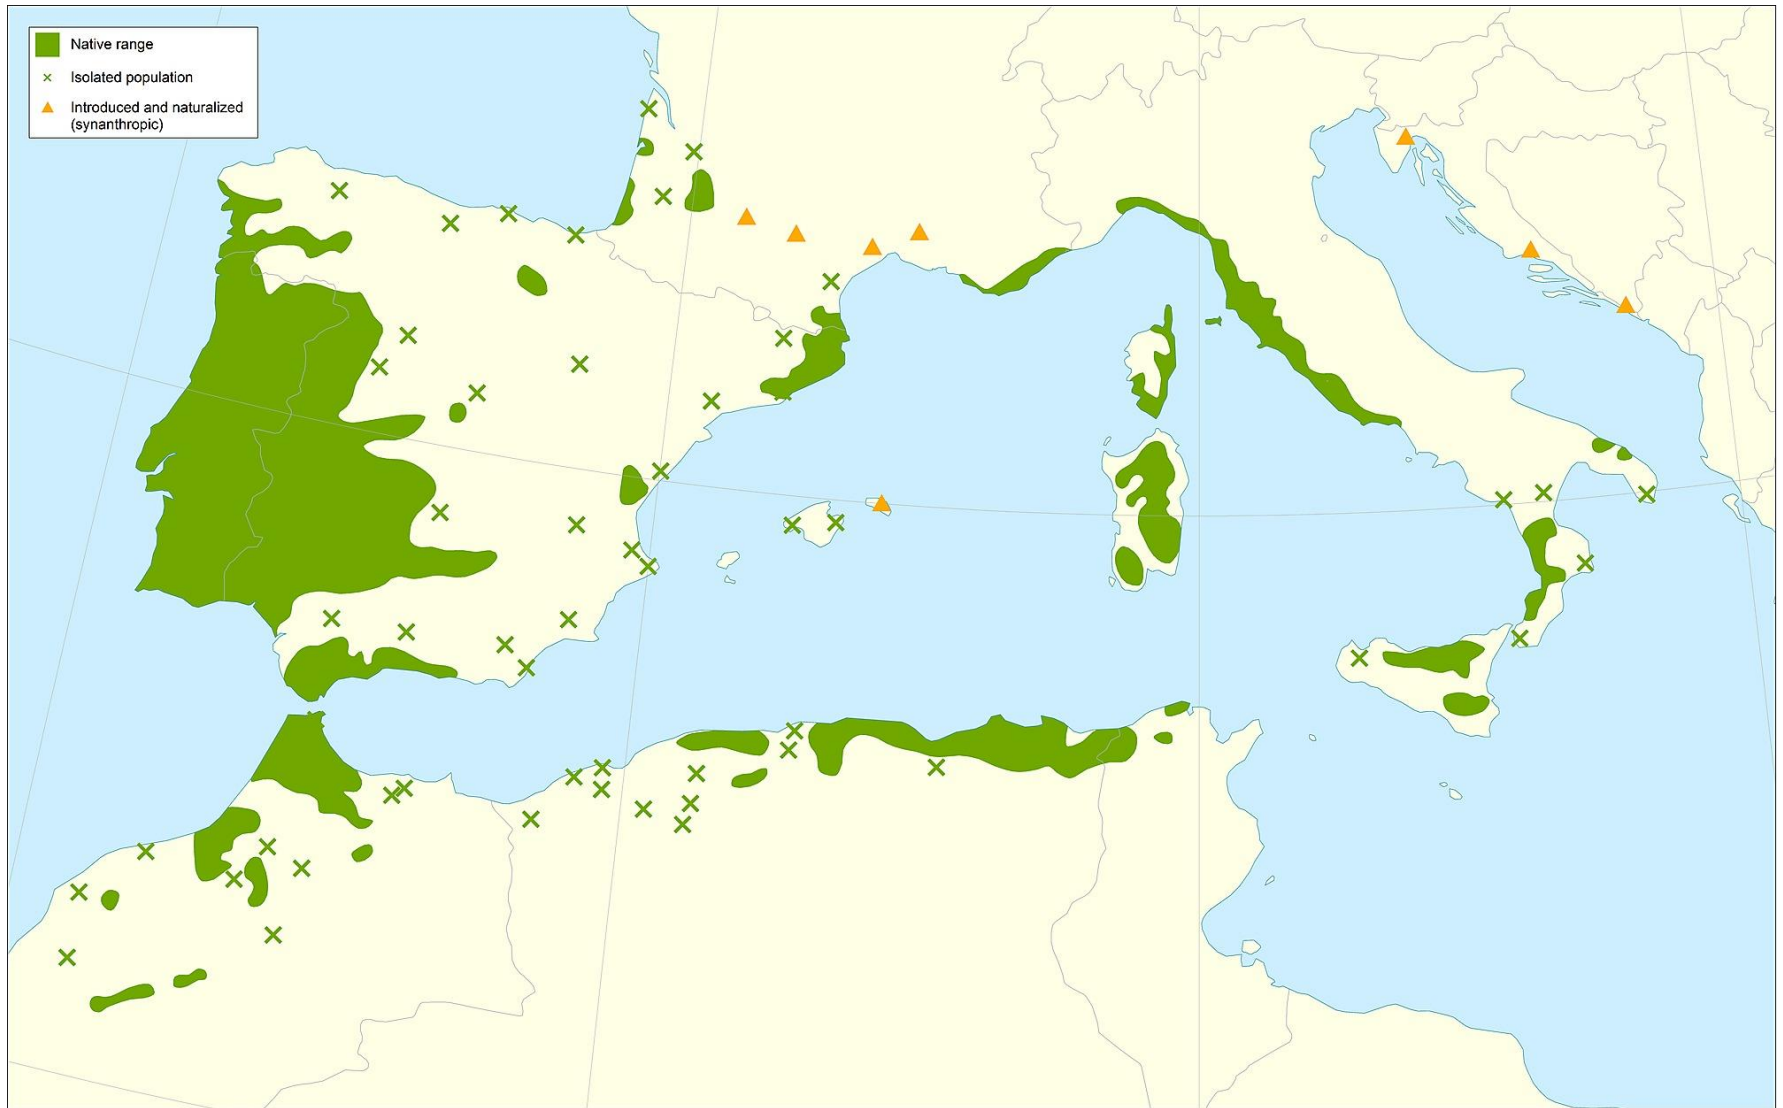 Native range
Isolated population
Introduced and naturalized
(synanthropic)